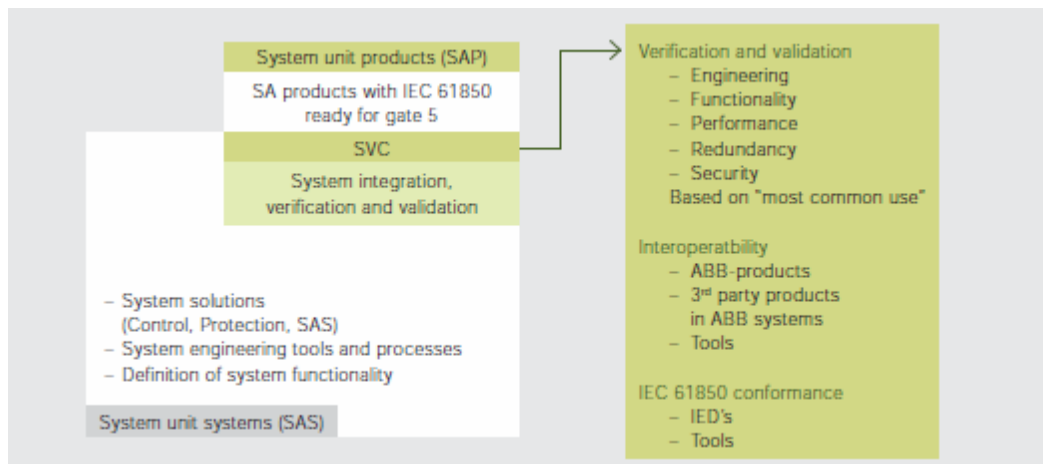 System unit products (SAP)
SA products with IEC 61850
ready for gate 5
SVC
System integration,
verification and validation
– System solutions
(Control, Protection, SAS)
– System engineering tools and processes
– Definition of system functionality
System unit systems (SAS)
Verification and validation
– Engineering
– Functionality
– Performance
– Redundancy
– Security
Based on "most common use"
Interoperatbility
– ABB-products
– 3rd party products
in ABB systems
– Tools
IEC 61850 conformance
– IED's
– Tools